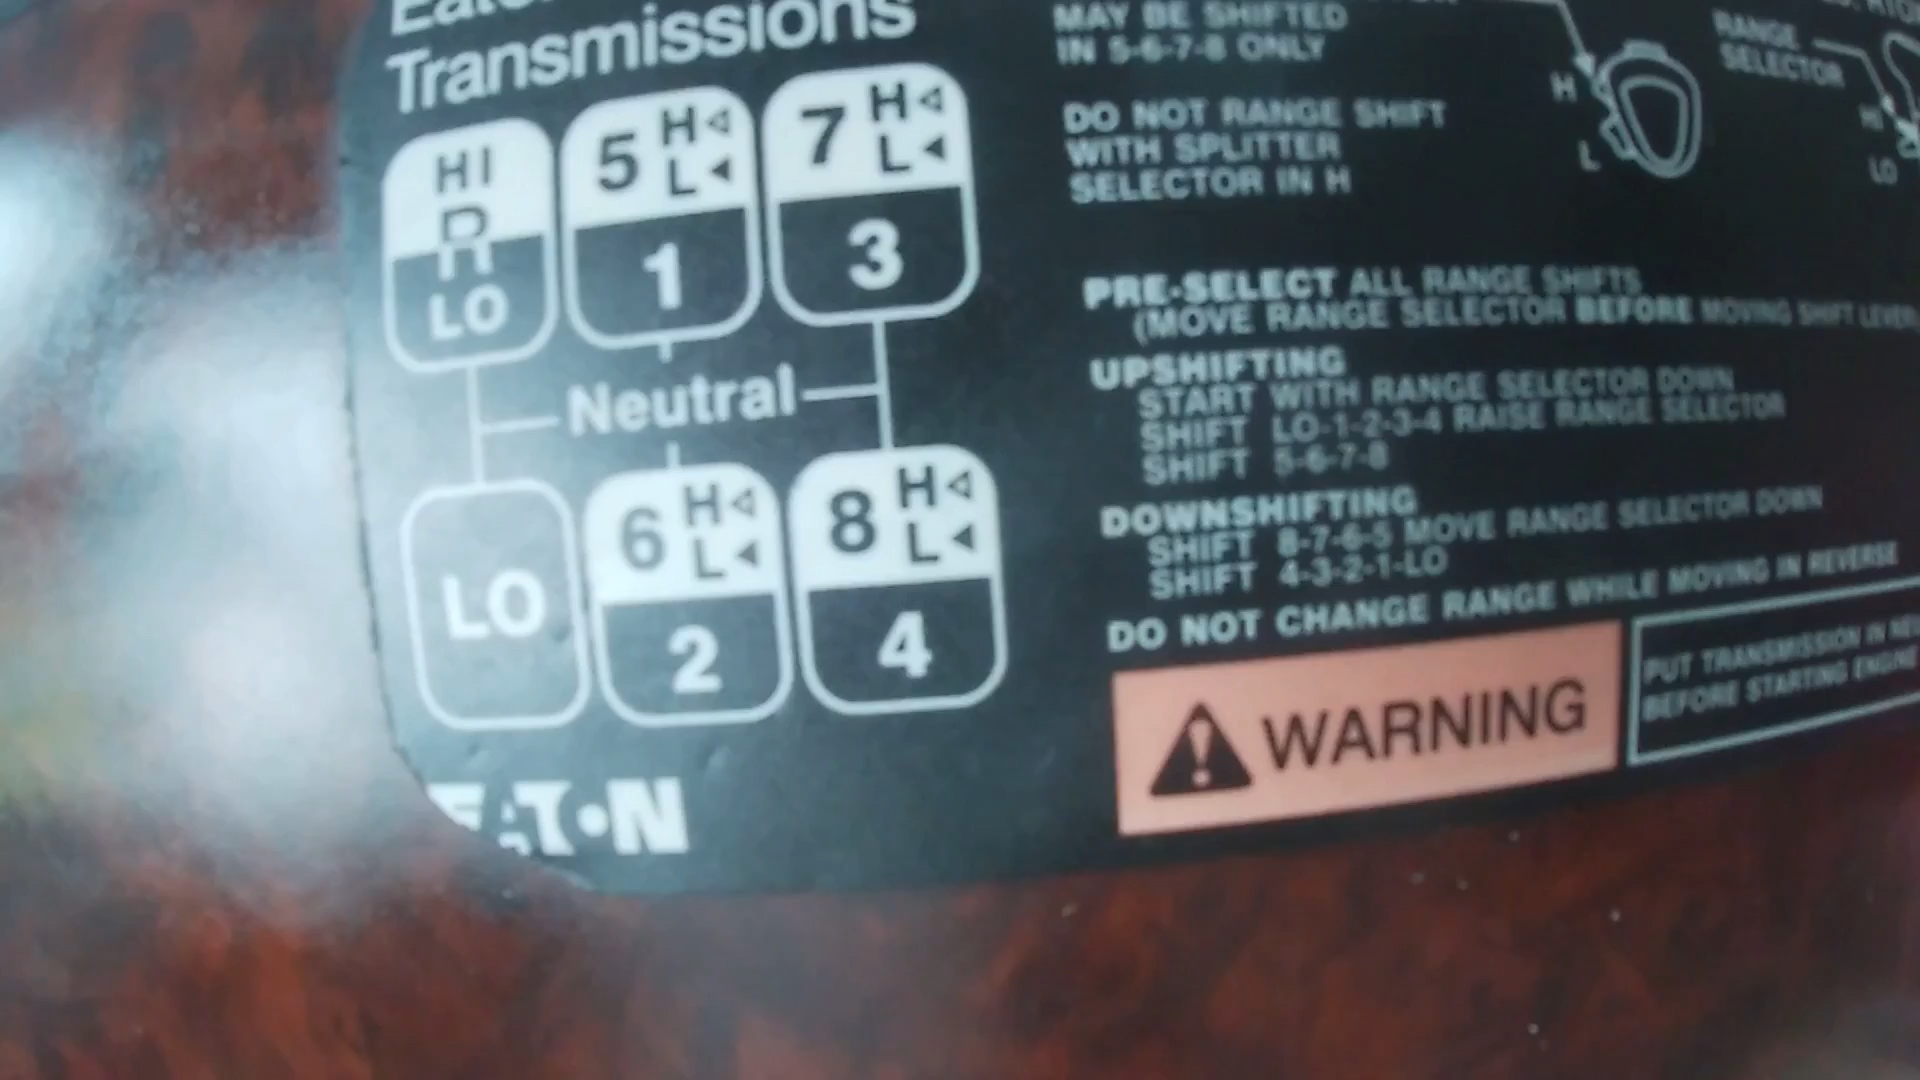 Transmissions
HI
R
LO
5 H L
1
7 H L
3
Neutral
LO
6 H L
2
8 H L
4
EAT•N
MAY BE SHIFTED
IN 5-6-7-8 ONLY
DO NOT RANGE SHIFT
WITH SPLITTER
SELECTOR IN H
H
L
RANGE
SELECTOR
HI
LO
PRE-SELECT ALL RANGE SHIFTS
(MOVE RANGE SELECTOR BEFORE MOVING SHIFT LEVER)
UPSHIFTING
START WITH RANGE SELECTOR DOWN
SHIFT LO-1-2-3-4 RAISE RANGE SELECTOR
SHIFT 5-6-7-8
DOWNSHIFTING
SHIFT 8-7-6-5 MOVE RANGE SELECTOR DOWN
SHIFT 4-3-2-1-LO
DO NOT CHANGE RANGE WHILE MOVING IN REVERSE
WARNING
PUT TRANSMISSION IN
BEFORE STARTING ENGINE